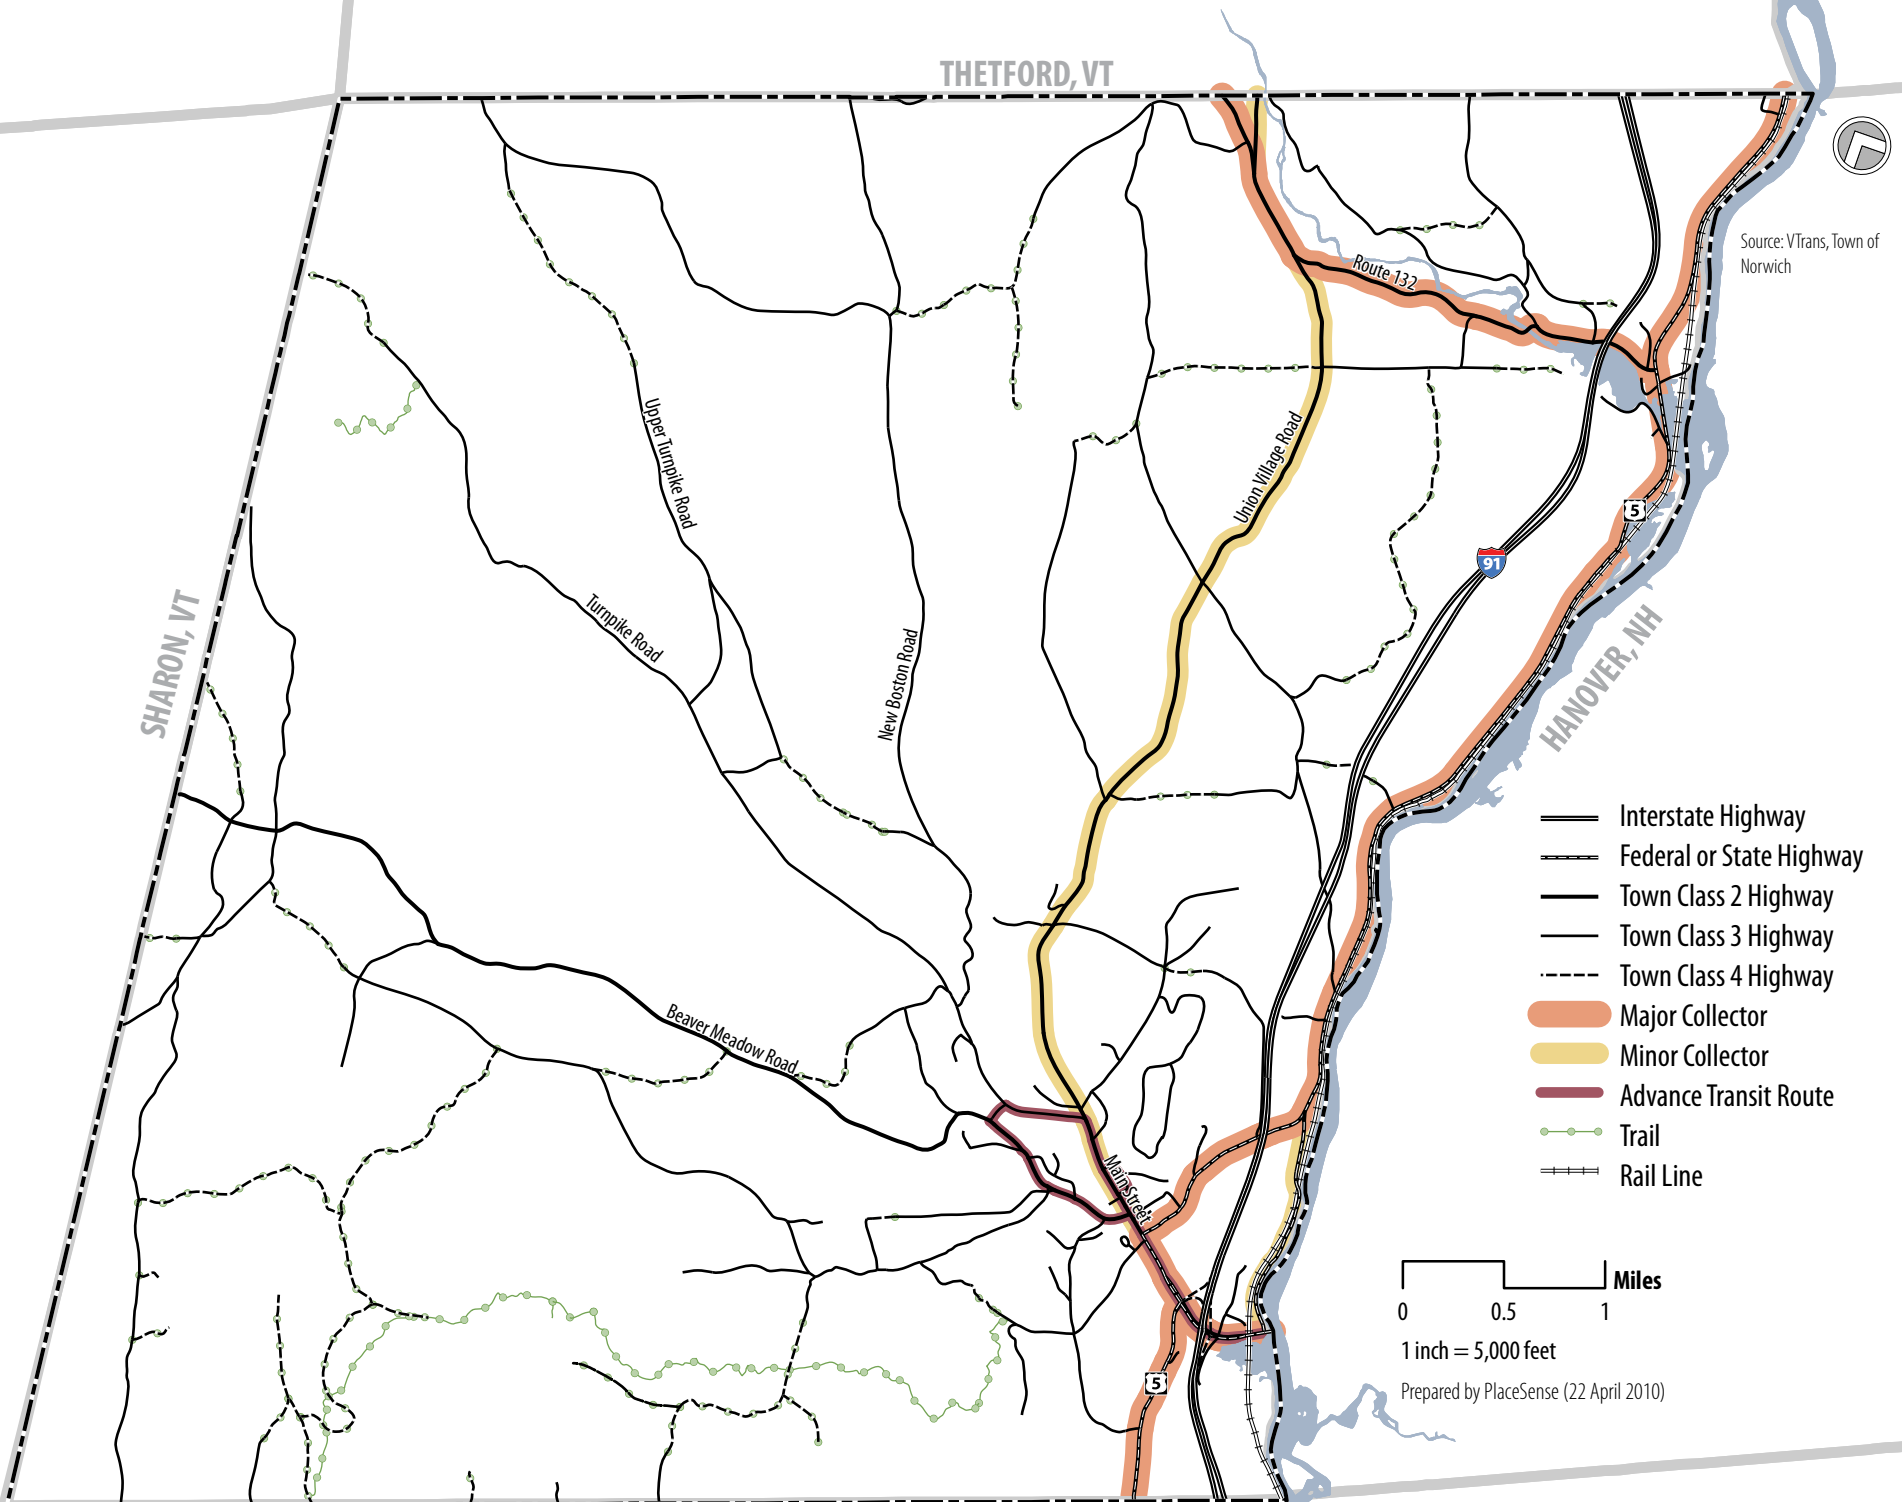 THETFORD, VT
Source: VTrans, Town of
Norwich
Route 132
Upper Turnpike Road
Union Village Road
5
91
Turnpike Road
SHARON, VT
New Boston Road
HANOVER, NH
Interstate Highway
Federal or State Highway
Town Class 2 Highway
Town Class 3 Highway
Town Class 4 Highway
Major Collector
Minor Collector
Advance Transit Route
Trail
Rail Line
Beaver Meadow Road
Main Street
Miles
0 0.5 1
1 inch = 5,000 feet
5
Prepared by PlaceSense (22 April 2010)